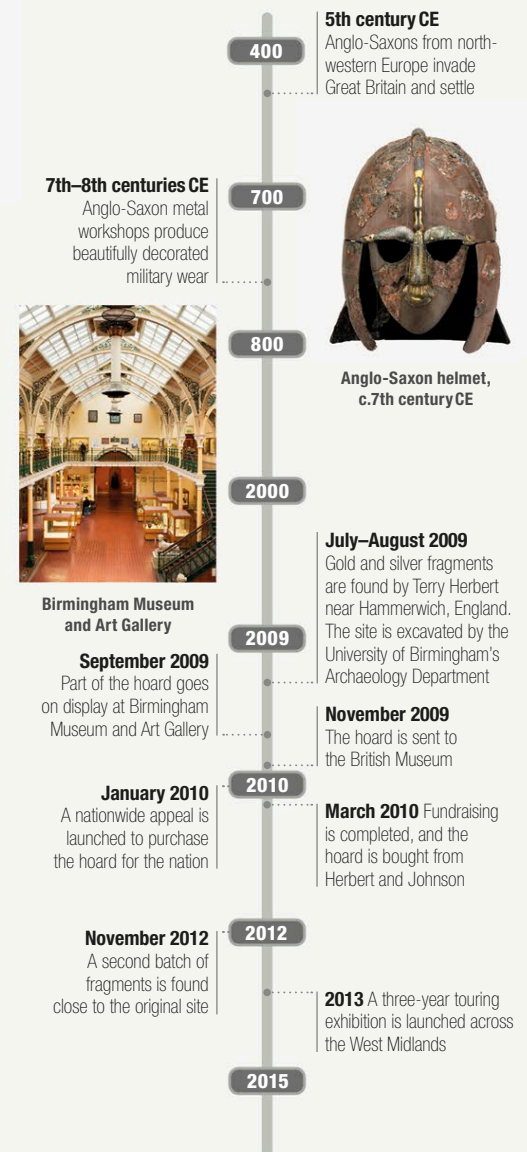 400
5th century CE
Anglo-Saxons from north-
western Europe invade
Great Britain and settle
7th–8th centuries CE
Anglo-Saxon metal
workshops produce
beautifully decorated
military wear
700
800
Anglo-Saxon helmet,
c.7th century CE
2000
Birmingham Museum
and Art Gallery
July–August 2009
Gold and silver fragments
are found by Terry Herbert
near Hammerwich, England.
The site is excavated by the
University of Birmingham's
Archaeology Department
2009
September 2009
Part of the hoard goes
on display at Birmingham
Museum and Art Gallery
November 2009
The hoard is sent to
the British Museum
2010
January 2010
A nationwide appeal is
launched to purchase
the hoard for the nation
March 2010 Fundraising
is completed, and the
hoard is bought from
Herbert and Johnson
2012
November 2012
A second batch of
fragments is found
close to the original site
2013 A three-year touring
exhibition is launched across
the West Midlands
2015